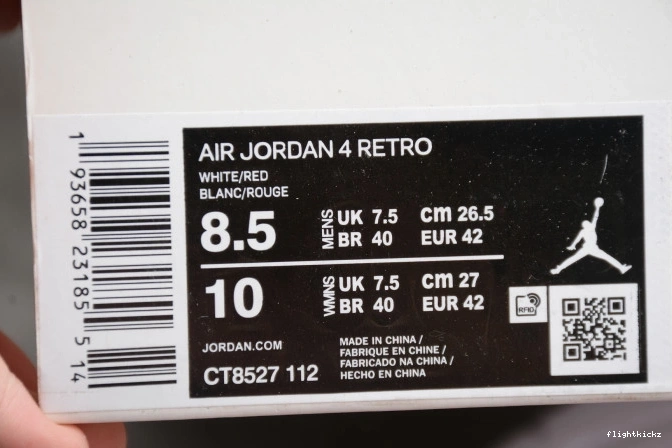 1 93658 23185 5 14
AIR JORDAN 4 RETRO
WHITE/RED
BLANC/ROUGE
8.5 MENS UK 7.5 cm 26.5
BR 40 EUR 42
10 WMNS UK 7.5 cm 27
BR 40 EUR 42
RFID
JORDAN.COM
CT8527 112
MADE IN CHINA /
FABRIQUE EN CHINE /
FABRICADO NA CHINA /
HECHO EN CHINA
flightkickz